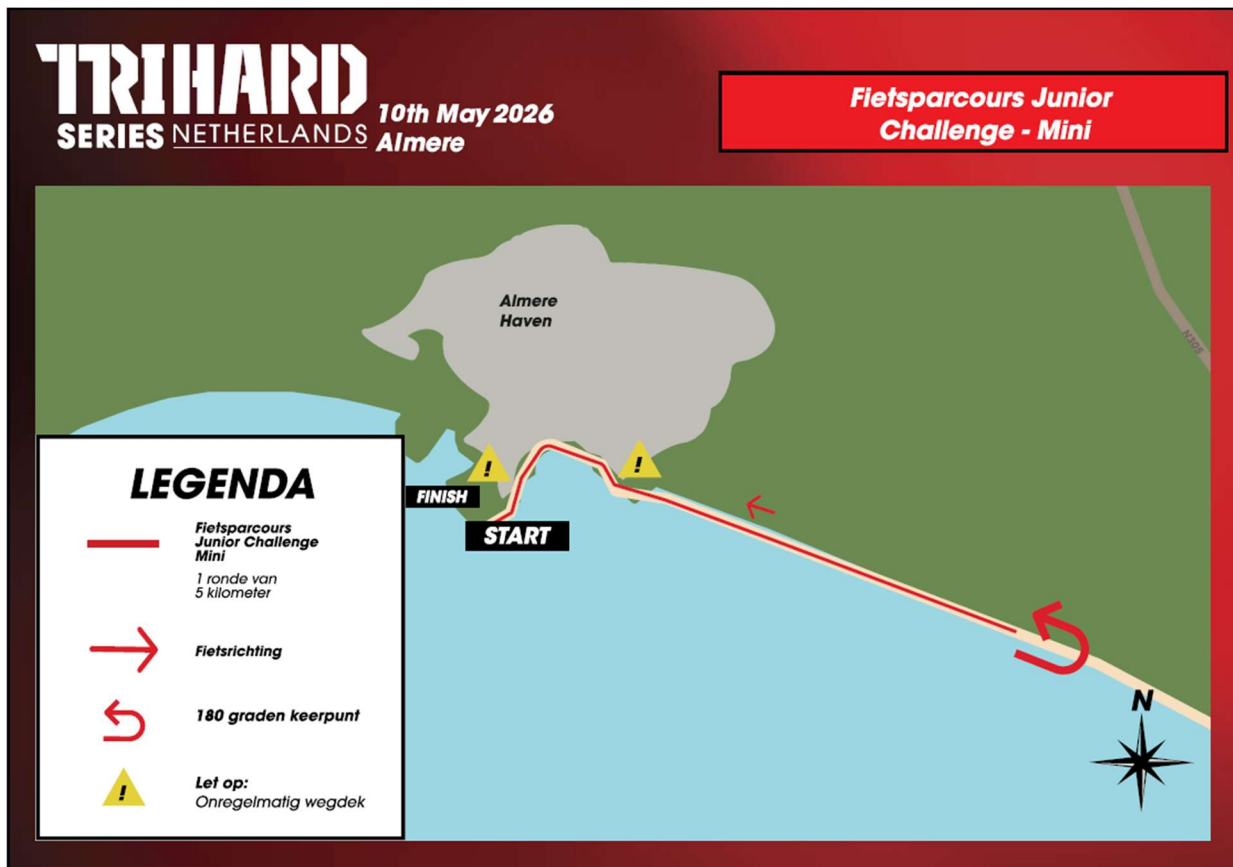 TRIHARD
SERIES NETHERLANDS
10th May 2026
Almere
Fietsparcours Junior
Challenge - Mini
Almere
Haven
N305
!
!
FINISH
START
LEGENDA
Fietsparcours
Junior Challenge
Mini
1 ronde van
5 kilometer
Fietsrichting
180 graden keerpunt
!
Let op:
Onregelmatig wegdek
N